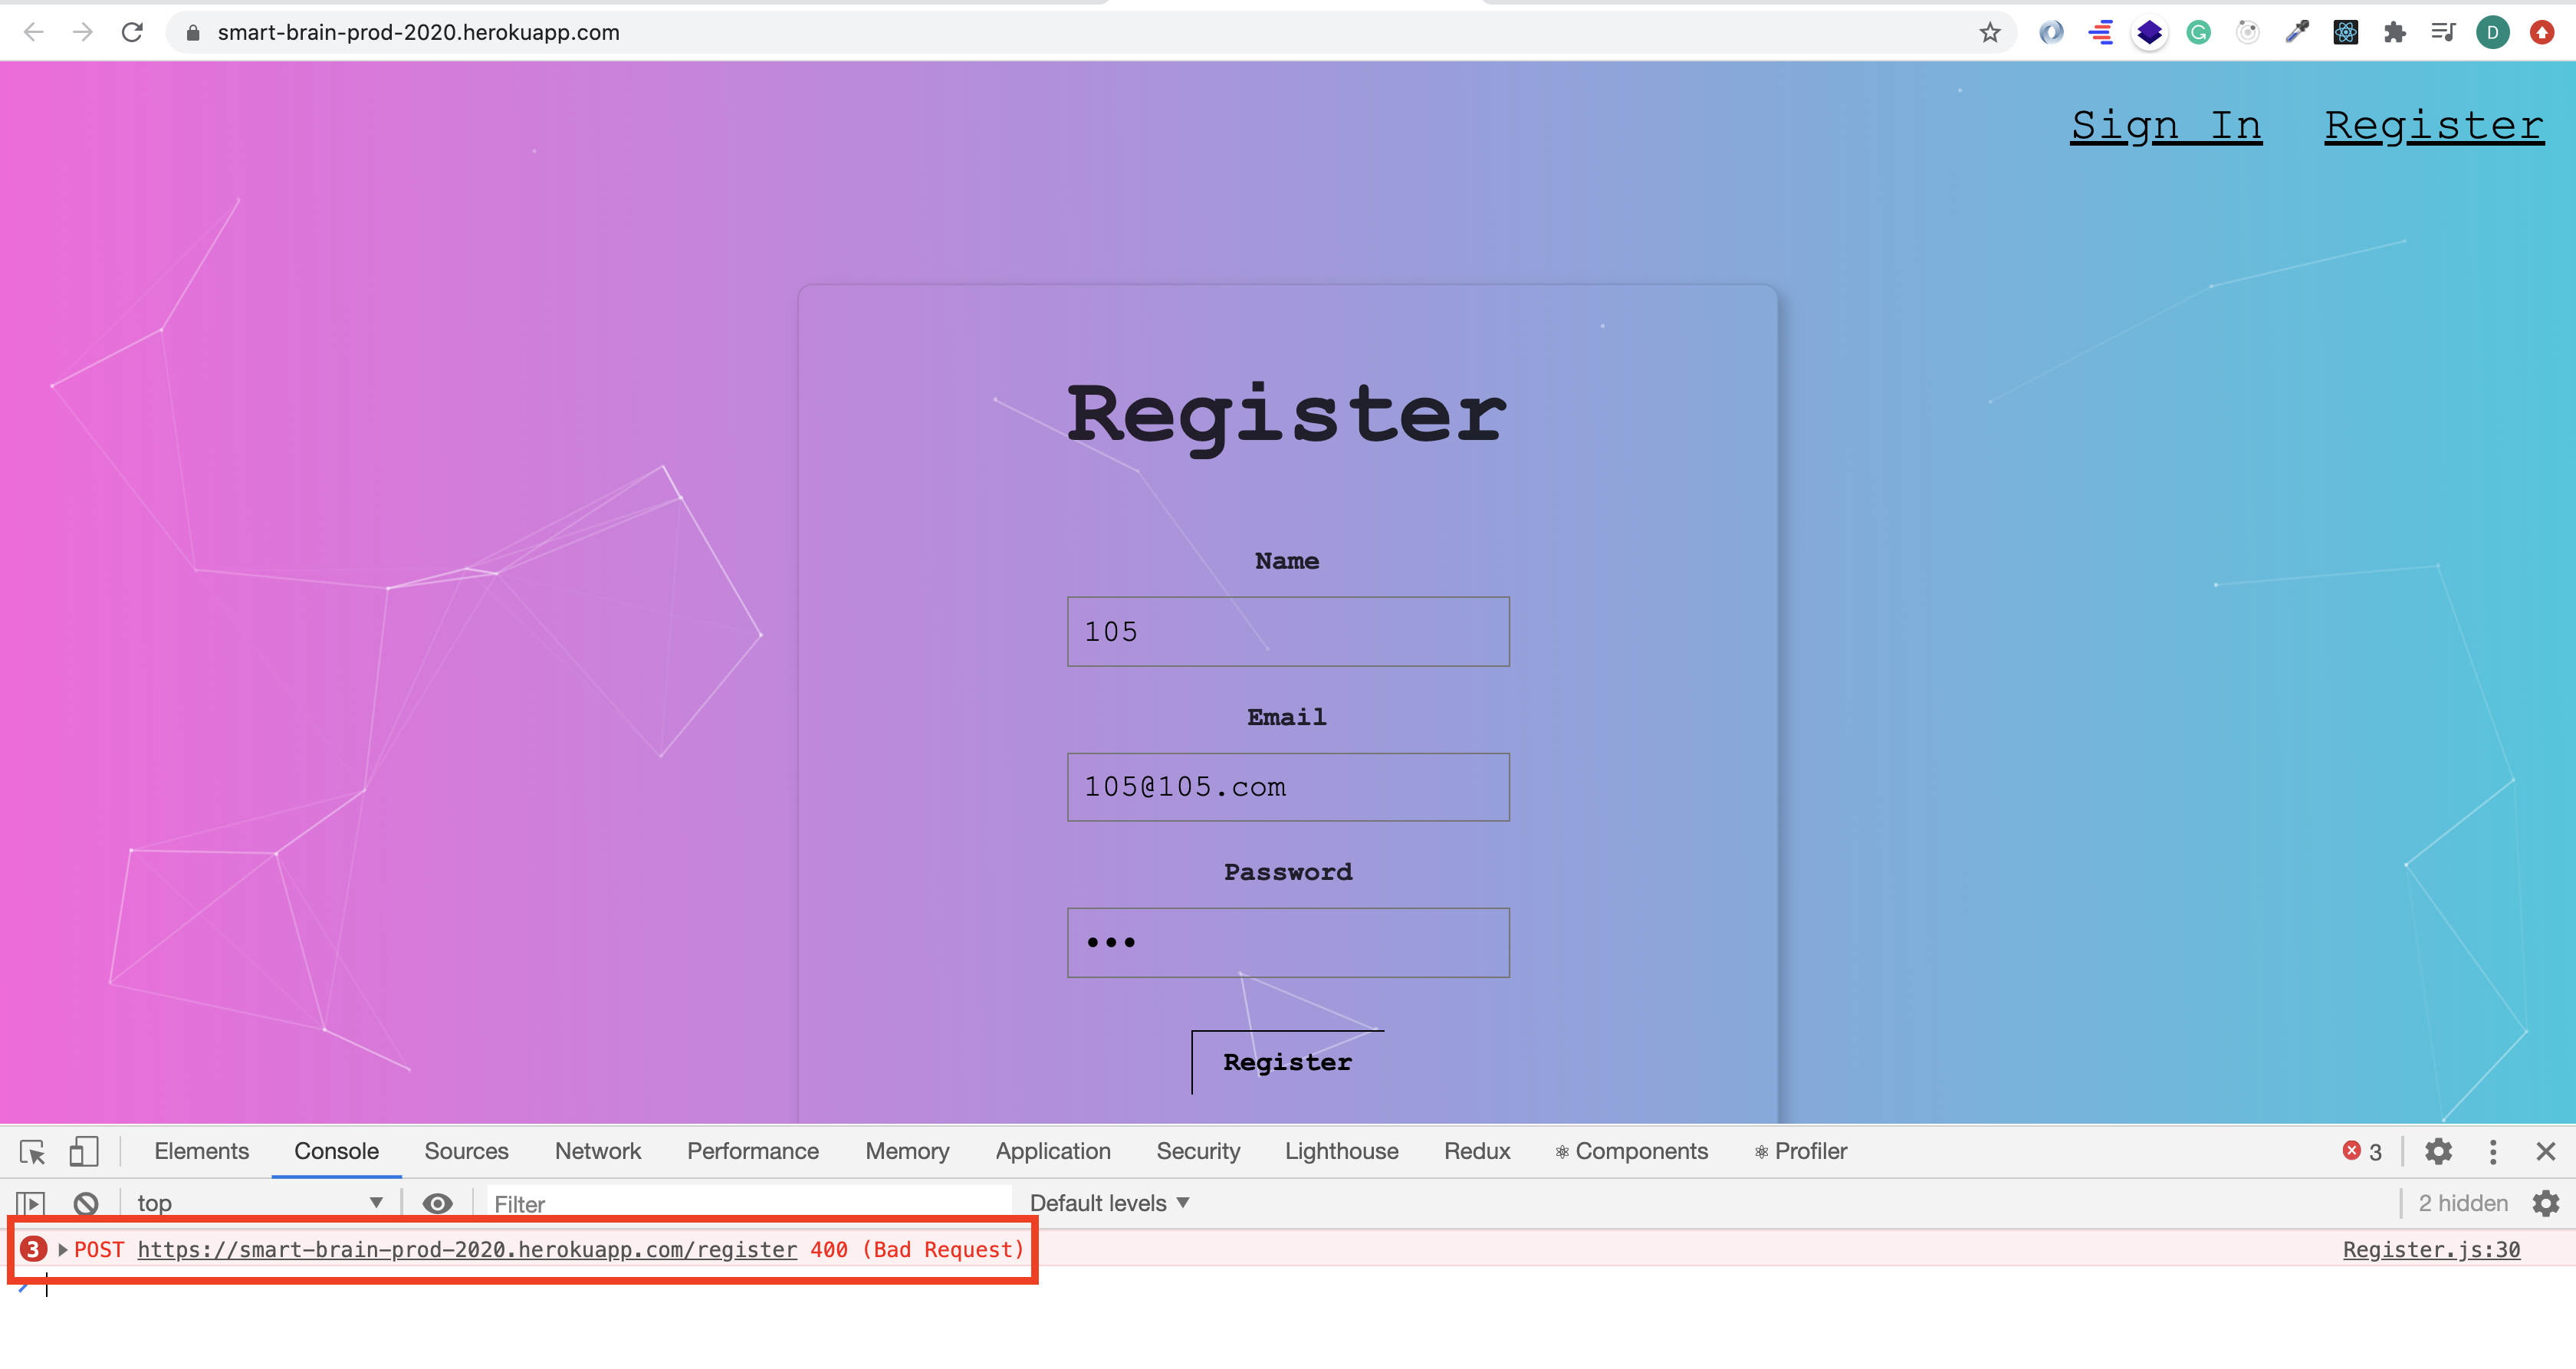 smart-brain-prod-2020.herokuapp.com
D
Sign In Register
Register
Name
105
Email
105@105.com
Password
•••
Register
Elements Console Sources Network Performance Memory Application Security Lighthouse Redux ⚛ Components ⚛ Profiler 3
top Filter Default levels 2 hidden
3 POST https://smart-brain-prod-2020.herokuapp.com/register 400 (Bad Request) Register.js:30